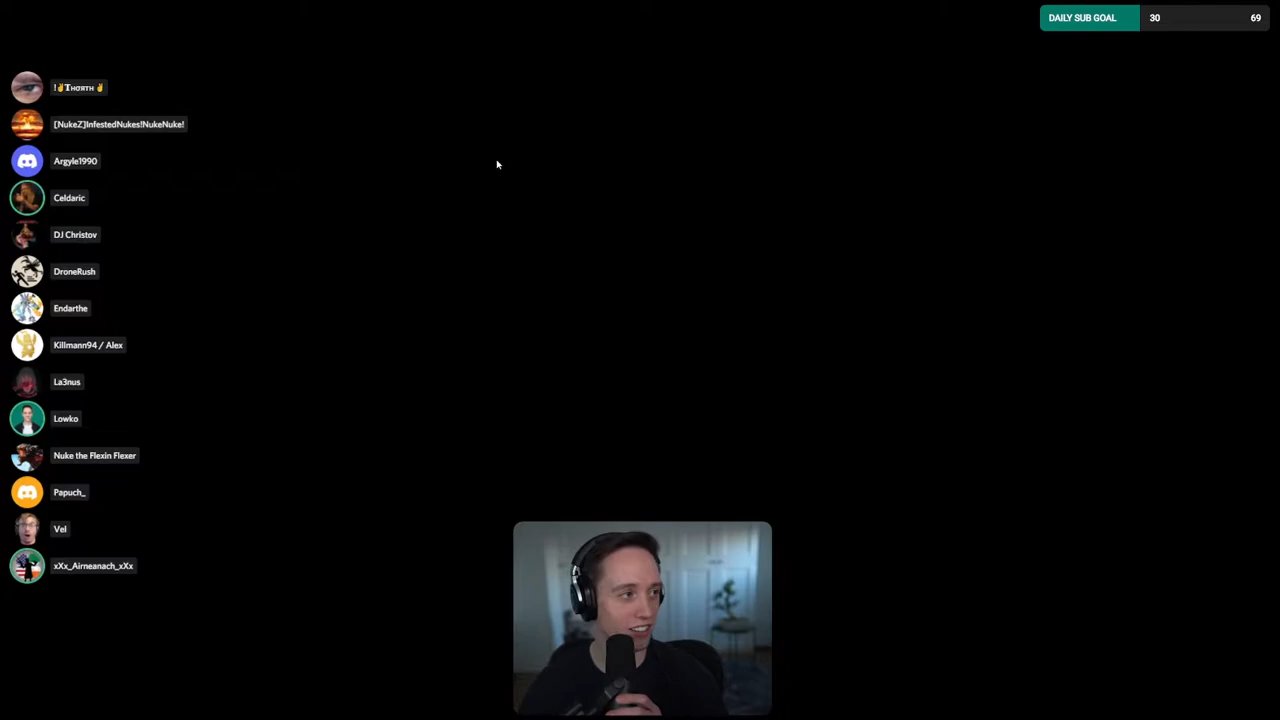 DAILY SUB GOAL 30 69
!✌Thσятн ✌
[NukeZ]InfestedNukes!NukeNuke!
Argyle1990
Celdaric
DJ Christov
DroneRush
Endarthe
Killmann94 / Alex
La3nus
Lowko
Nuke the Flexin Flexer
Papuch_
Vel
xXx_Airneanach_xXx